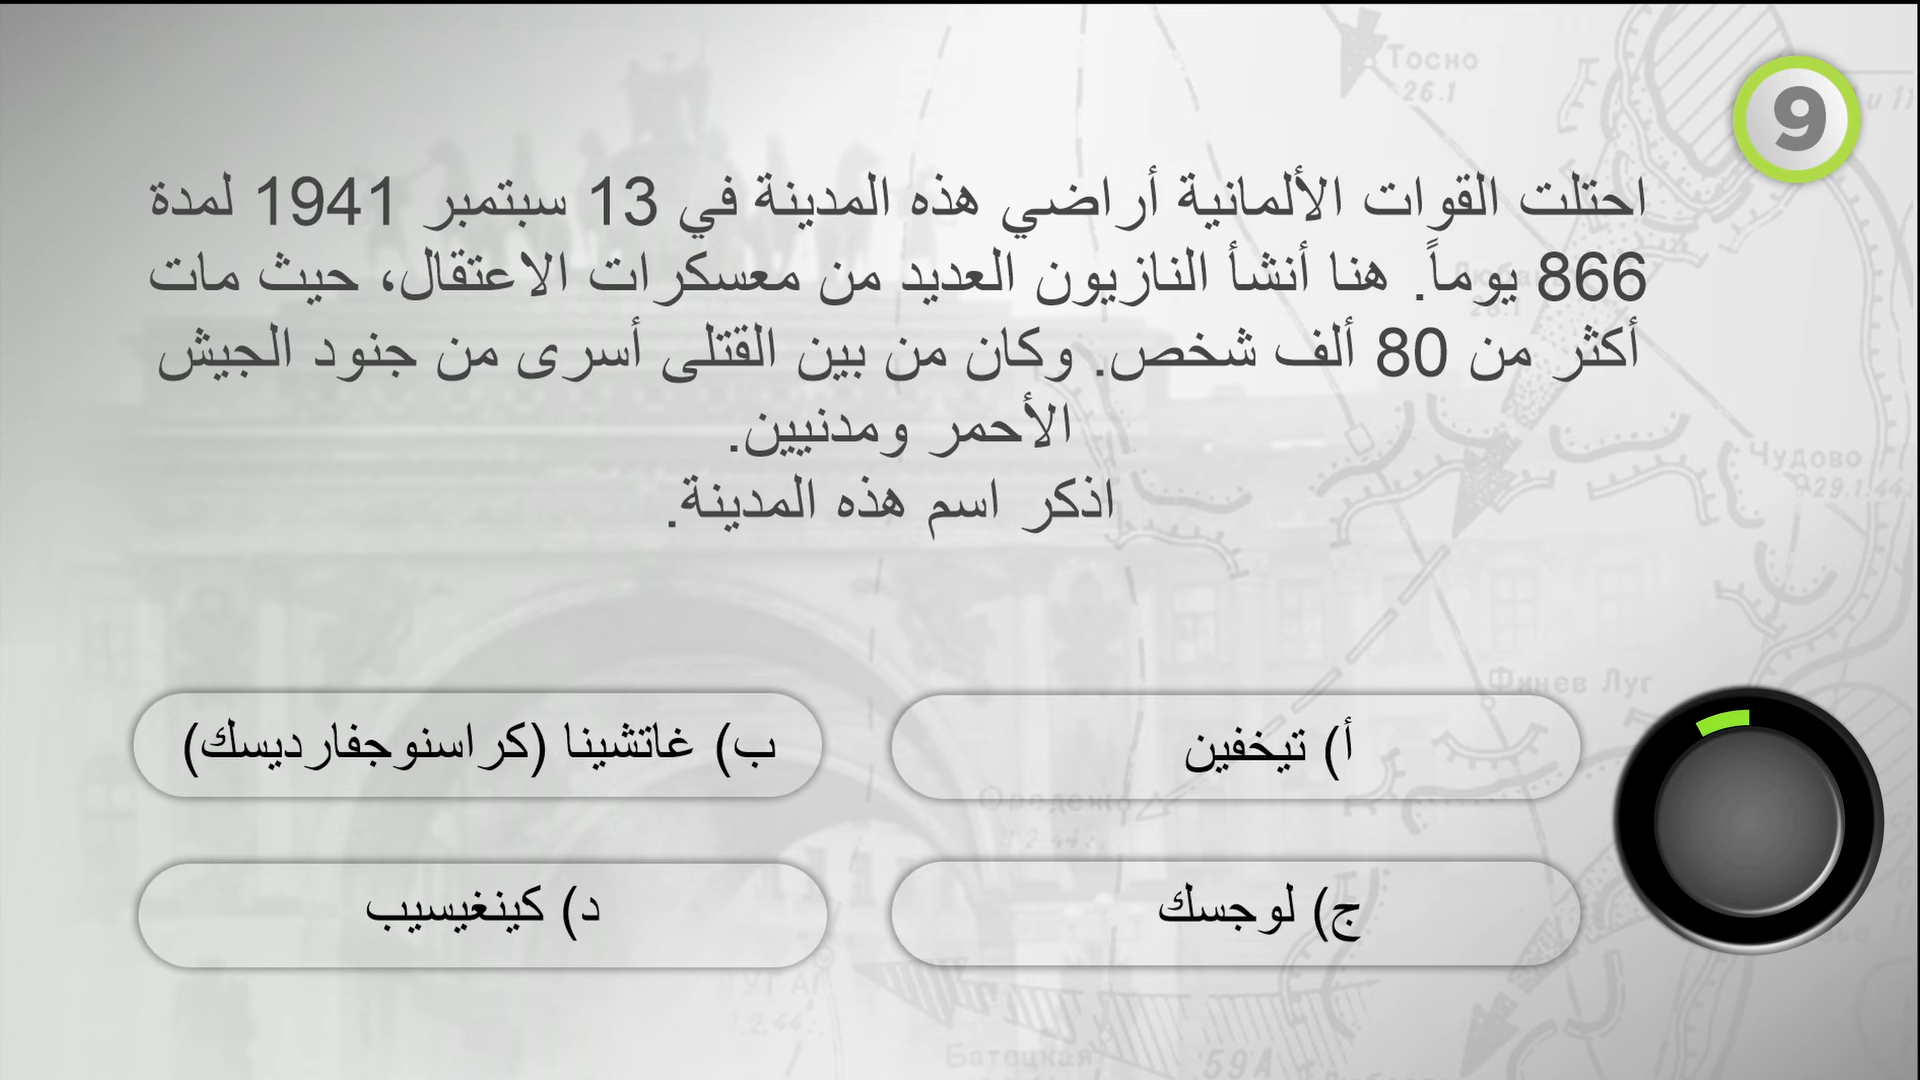 9
احتلت القوات الألمانية أراضي هذه المدينة في 13 سبتمبر 1941 لمدة
866 يوماً. هنا أنشأ النازيون العديد من معسكرات الاعتقال، حيث مات
أكثر من 80 ألف شخص. وكان من بين القتلى أسرى من جنود الجيش
الأحمر ومدنيين.
اذكر اسم هذه المدينة.
أ) تيخفين
ب) غاتشينا (كراسنوجفارديسك)
ج) لوجسك
د) كينغيسيب
Тосно
26.1
Чудово
29.1.44
Финев Луг
Оредеж
Батецкая
59А